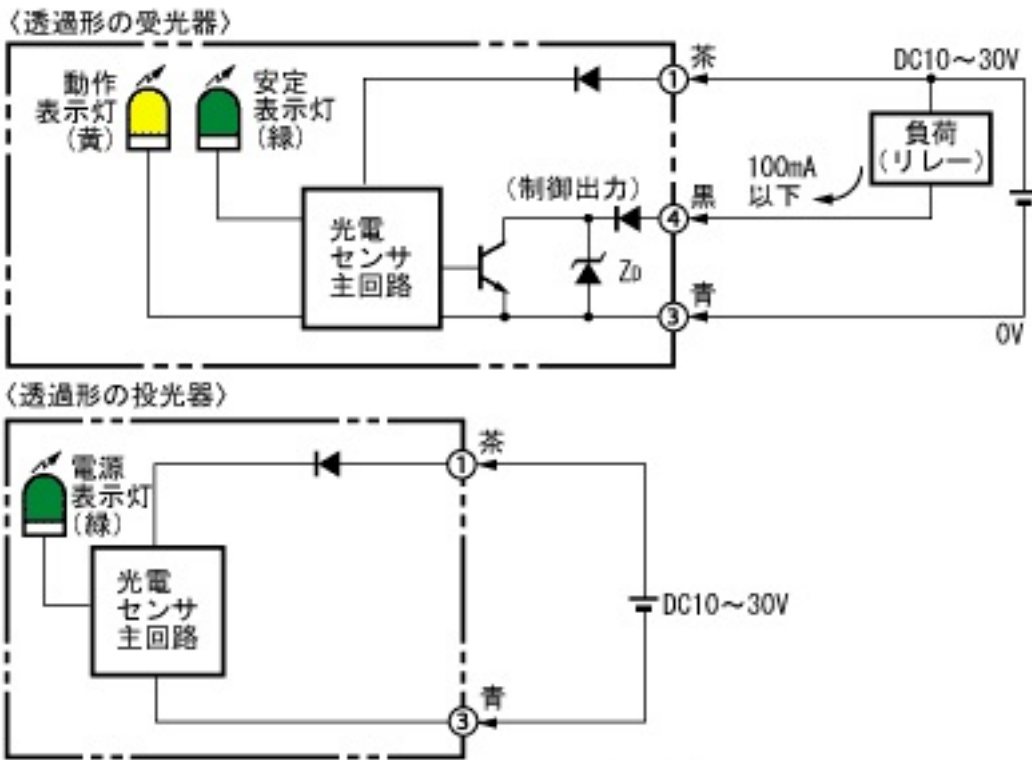 〈透過形の受光器〉
動作
表示灯
(黄)
安定
表示灯
(緑)
光電
センサ
主回路
(制御出力)
ZD
①
茶
④
黒
③
青
DC10～30V
負荷
(リレー)
100mA
以下
0V
〈透過形の投光器〉
電源
表示灯
(緑)
光電
センサ
主回路
①
茶
③
青
DC10～30V